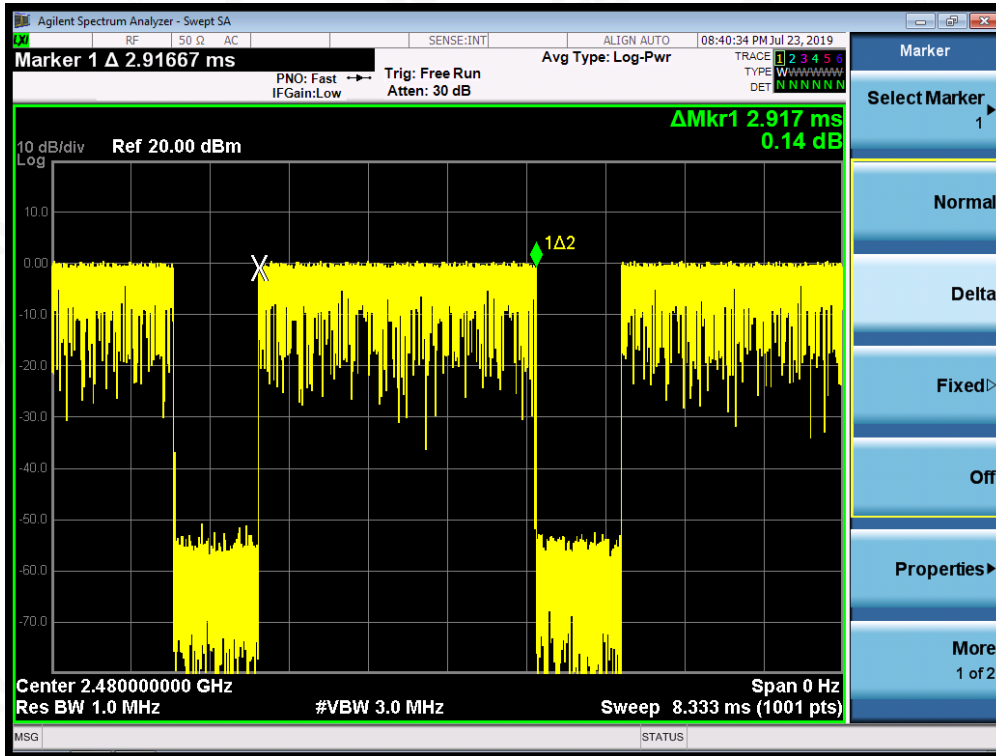 Agilent Spectrum Analyzer - Swept SA
LXI RF 50 Ω AC SENSE:INT ALIGN AUTO 08:40:34 PM Jul 23, 2019
Marker 1 Δ 2.91667 ms
PNO: Fast
IFGain:Low
Trig: Free Run
Atten: 30 dB
Avg Type: Log-Pwr
TRACE 1 2 3 4 5 6
TYPE WWWWWWW
DET N N N N N N
ΔMkr1 2.917 ms
0.14 dB
10 dB/div
Log
Ref 20.00 dBm
10.0
0.00
-10.0
-20.0
-30.0
-40.0
-50.0
-60.0
-70.0
X
1Δ2
Center 2.480000000 GHz
Span 0 Hz
Res BW 1.0 MHz
#VBW 3.0 MHz
Sweep 8.333 ms (1001 pts)
MSG
STATUS
Marker
Select Marker
1
Normal
Delta
Fixed
Off
Properties
More
1 of 2